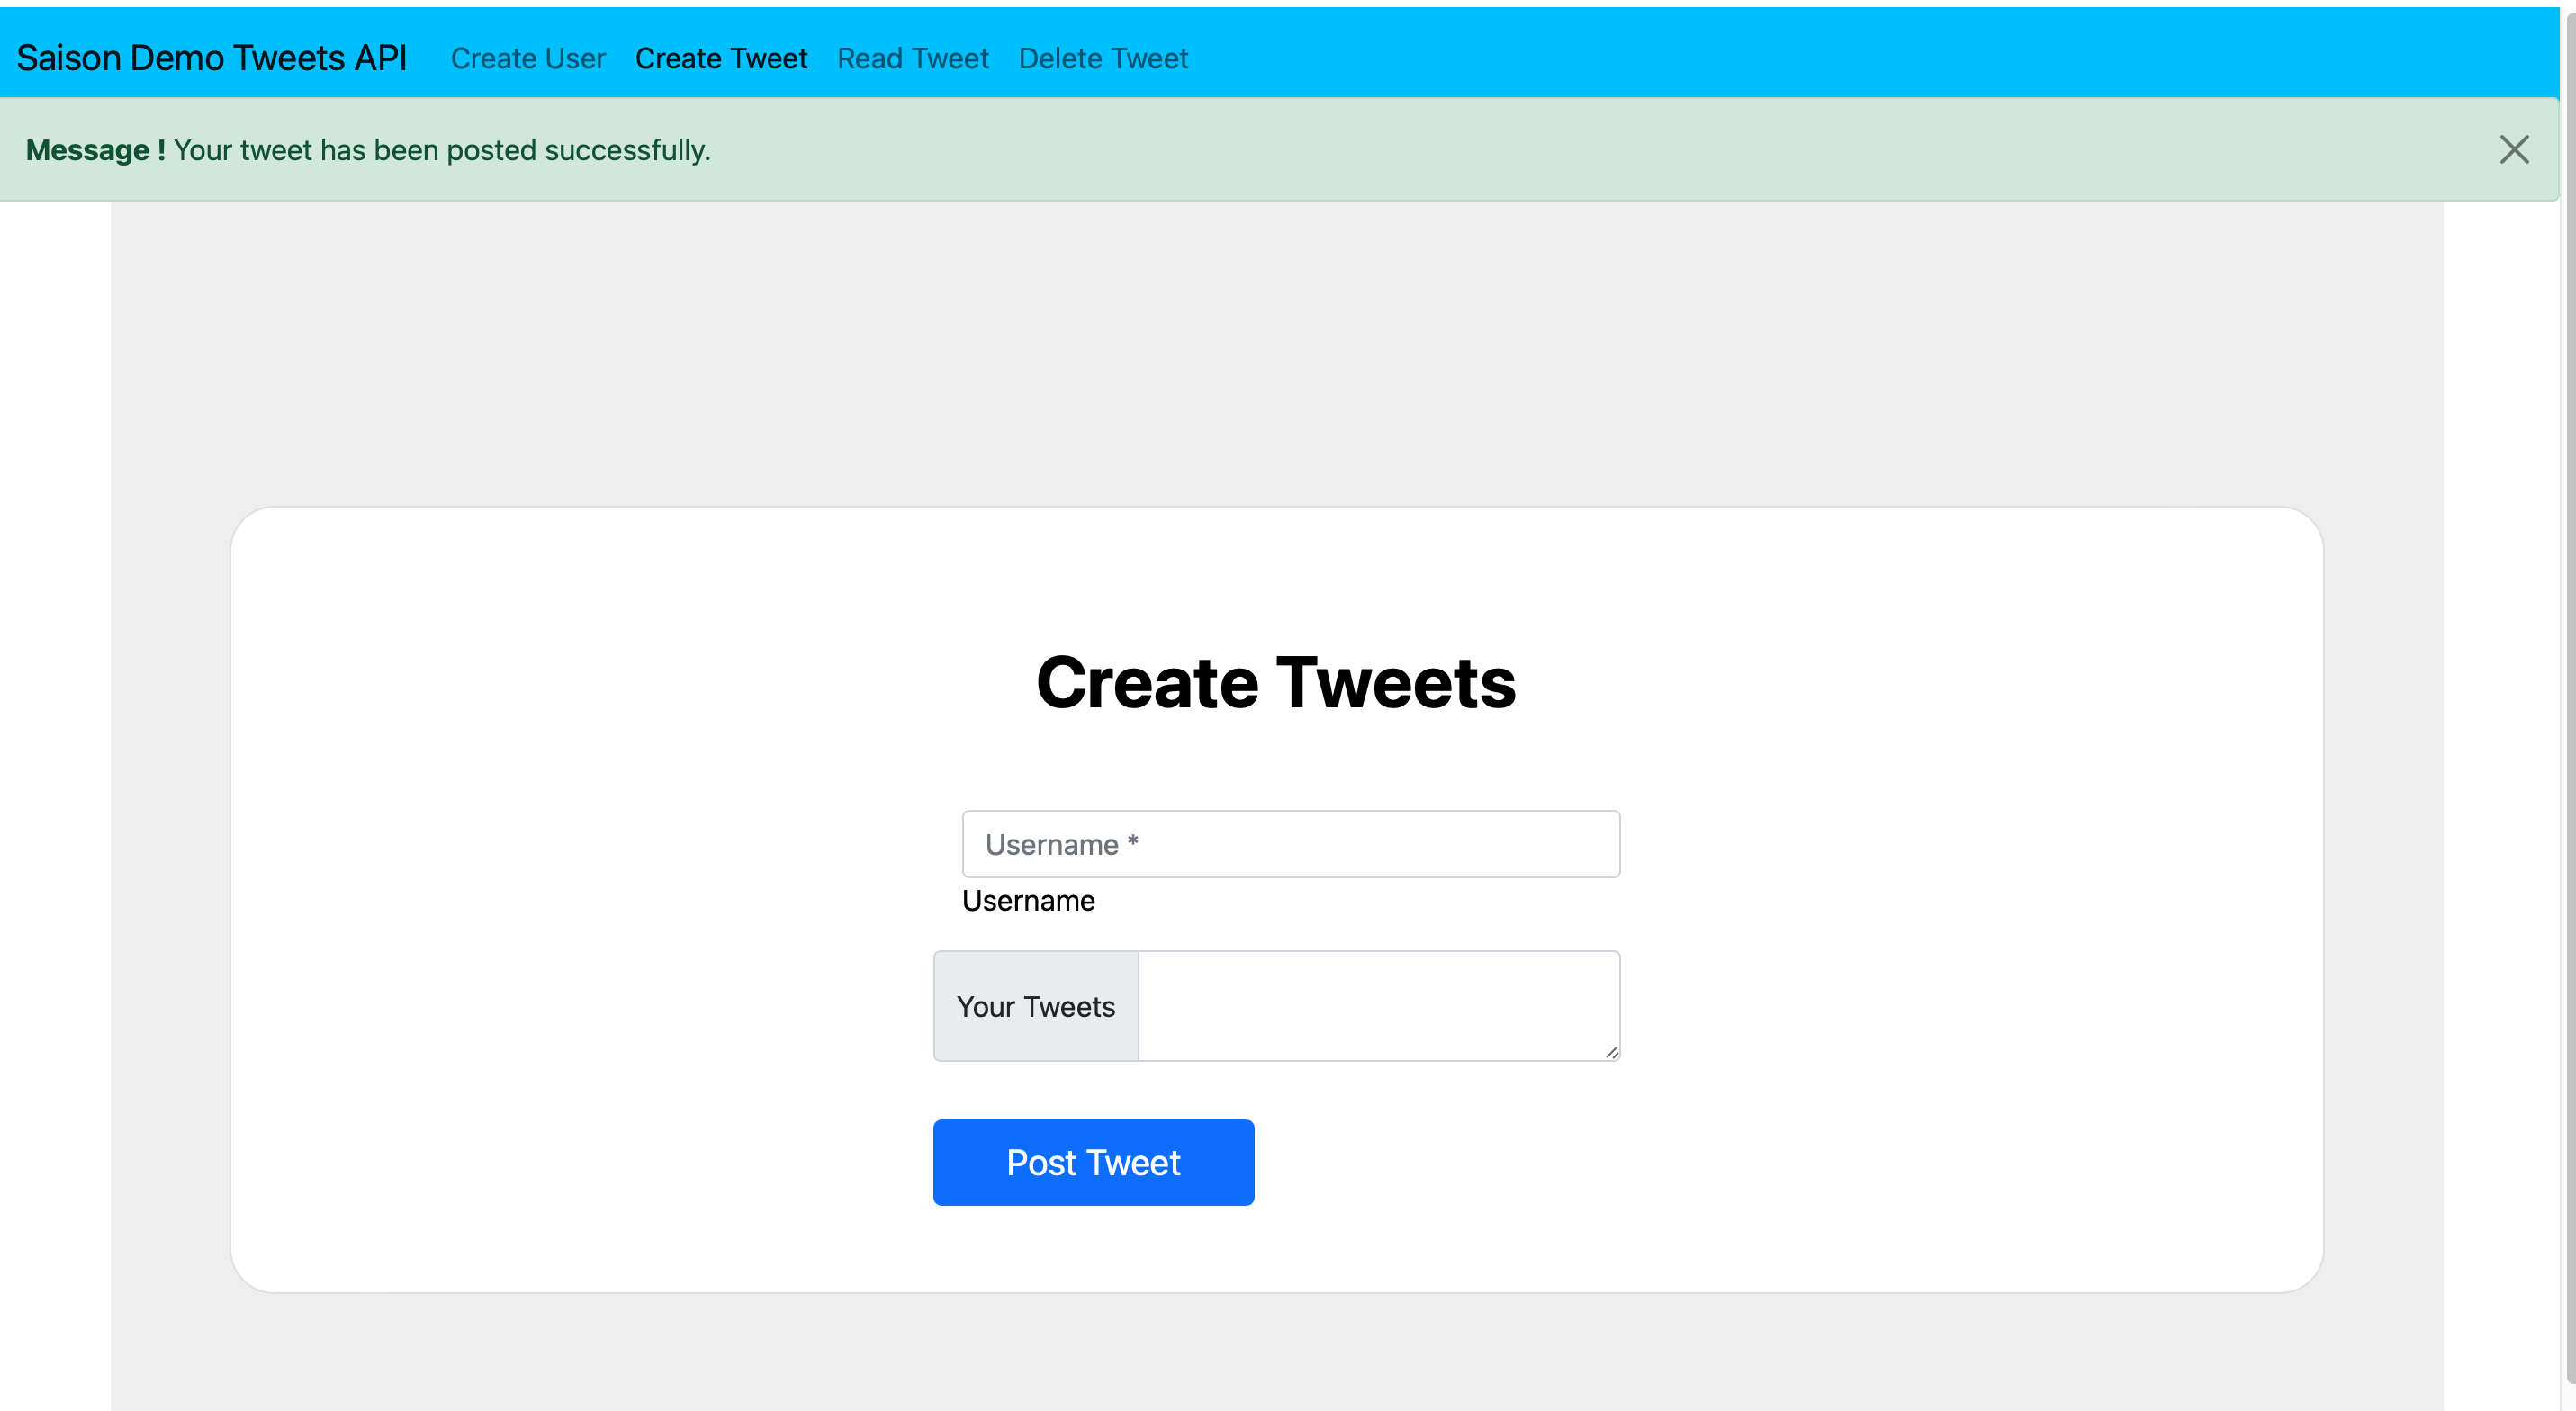 Saison Demo Tweets API Create User Create Tweet Read Tweet Delete Tweet
Message ! Your tweet has been posted successfully.
Create Tweets
Username *
Username
Your Tweets
Post Tweet